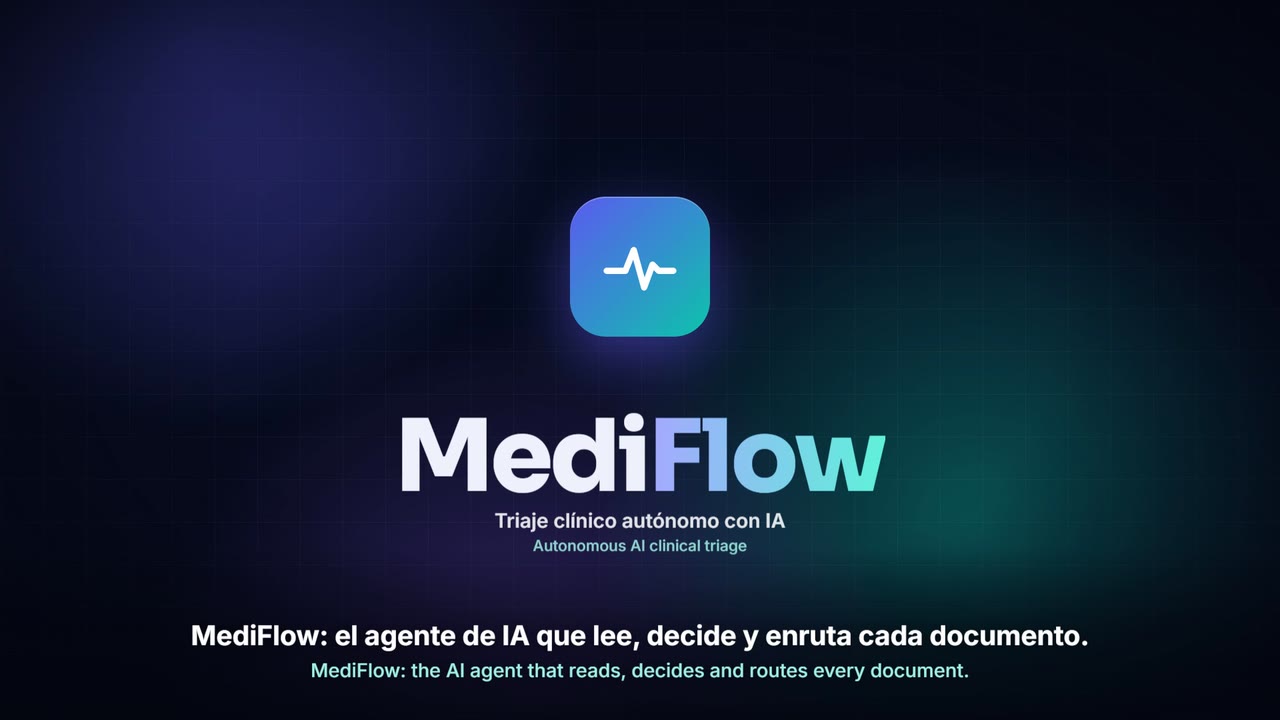 MediFlow
Triaje clínico autónomo con IA
Autonomous AI clinical triage
MediFlow: el agente de IA que lee, decide y enruta cada documento.
MediFlow: the AI agent that reads, decides and routes every document.